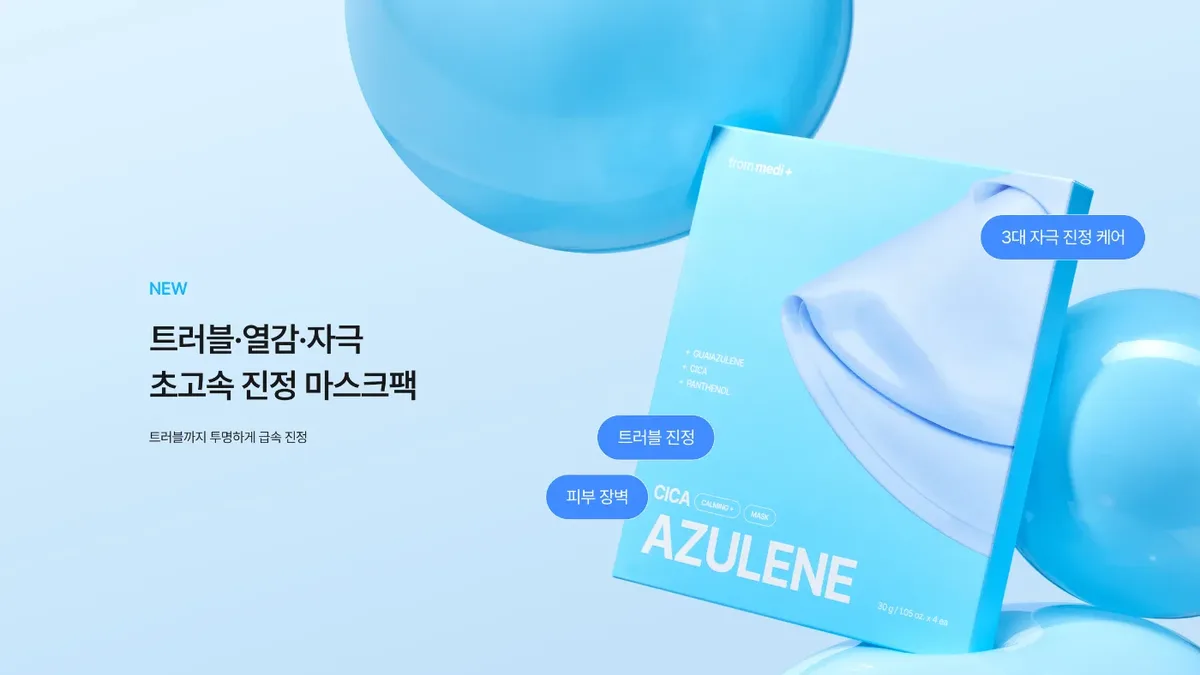 NEW
트러블·열감·자극
초고속 진정 마스크팩
트러블까지 투명하게 급속 진정
from medi+
3대 자극 진정 케어
+ GUAIAZULENE
+ CICA
+ PANTHENOL
트러블 진정
피부 장벽
CICA CALMING+ MASK
AZULENE
30 g / 1.05 oz. x 4 ea